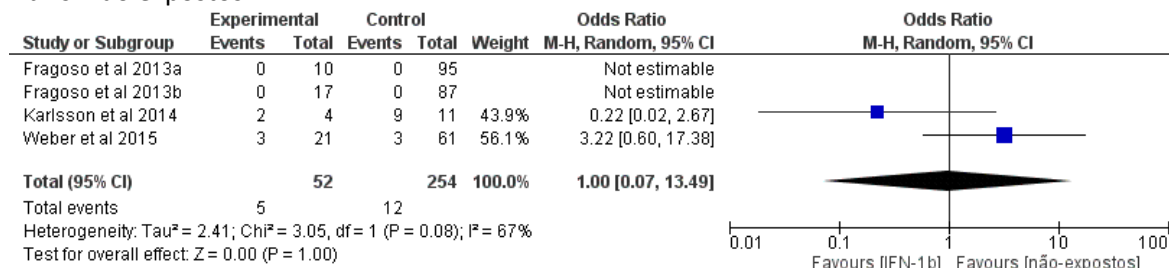 Experimental Control Odds Ratio Odds Ratio
Study or Subgroup Events Total Events Total Weight M-H, Random, 95% CI M-H, Random, 95% CI
Fragoso et al 2013a 0 10 0 95 Not estimable
Fragoso et al 2013b 0 17 0 87 Not estimable
Karlsson et al 2014 2 4 9 11 43.9% 0.22 [0.02, 2.67]
Weber et al 2015 3 21 3 61 56.1% 3.22 [0.60, 17.38]
Total (95% CI) 52 254 100.0% 1.00 [0.07, 13.49]
Total events 5 12
Heterogeneity: Tau² = 2.41; Chi² = 3.05, df = 1 (P = 0.08); I² = 67%
Test for overall effect: Z = 0.00 (P = 1.00)
0.01 0.1 1 10 100
Favours [IFN-1b] Favours [não-expostos]